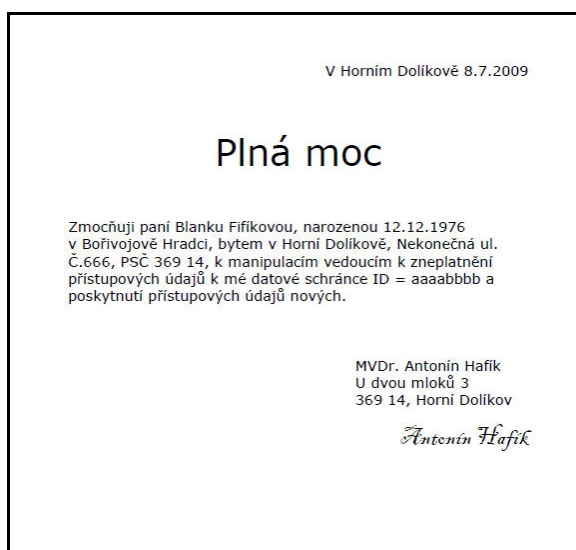 V Horním Dolíkově 8.7.2009
Plná moc
Zmocňuji paní Blanku Fifíkovou, narozenou 12.12.1976
v Bořivojově Hradci, bytem v Horní Dolíkově, Nekonečná ul.
Č.666, PSČ 369 14, k manipulacím vedoucím k zneplatnění
přístupových údajů k mé datové schránce ID = aaaabbbb a
poskytnutí přístupových údajů nových.
MVDr. Antonín Hafík
U dvou mloků 3
369 14, Horní Dolíkov
Antonín Hafík